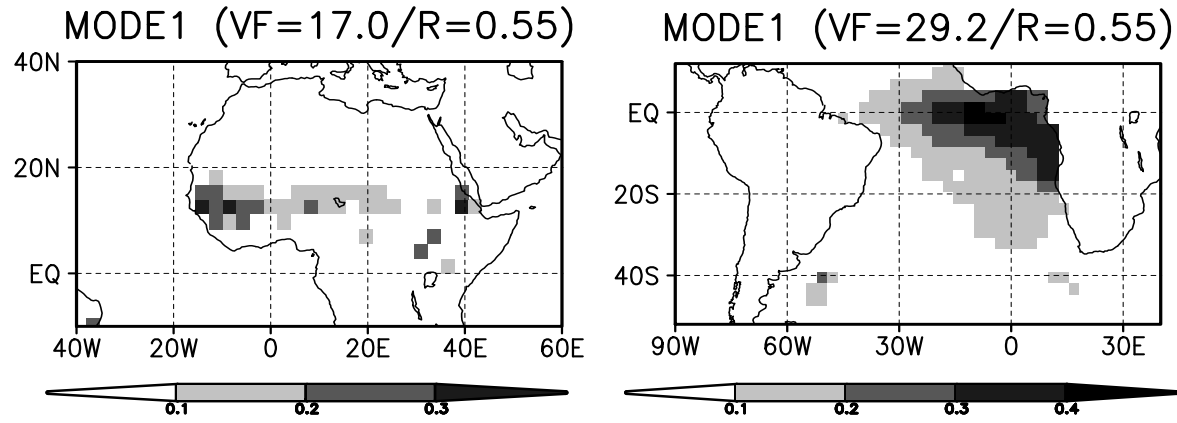 MODE1 (VF=17.0/R=0.55)
40N
20N
EQ
40W 20W 0 20E 40E 60E
0.1 0.2 0.3
MODE1 (VF=29.2/R=0.55)
EQ
20S
40S
90W 60W 30W 0 30E
0.1 0.2 0.3 0.4